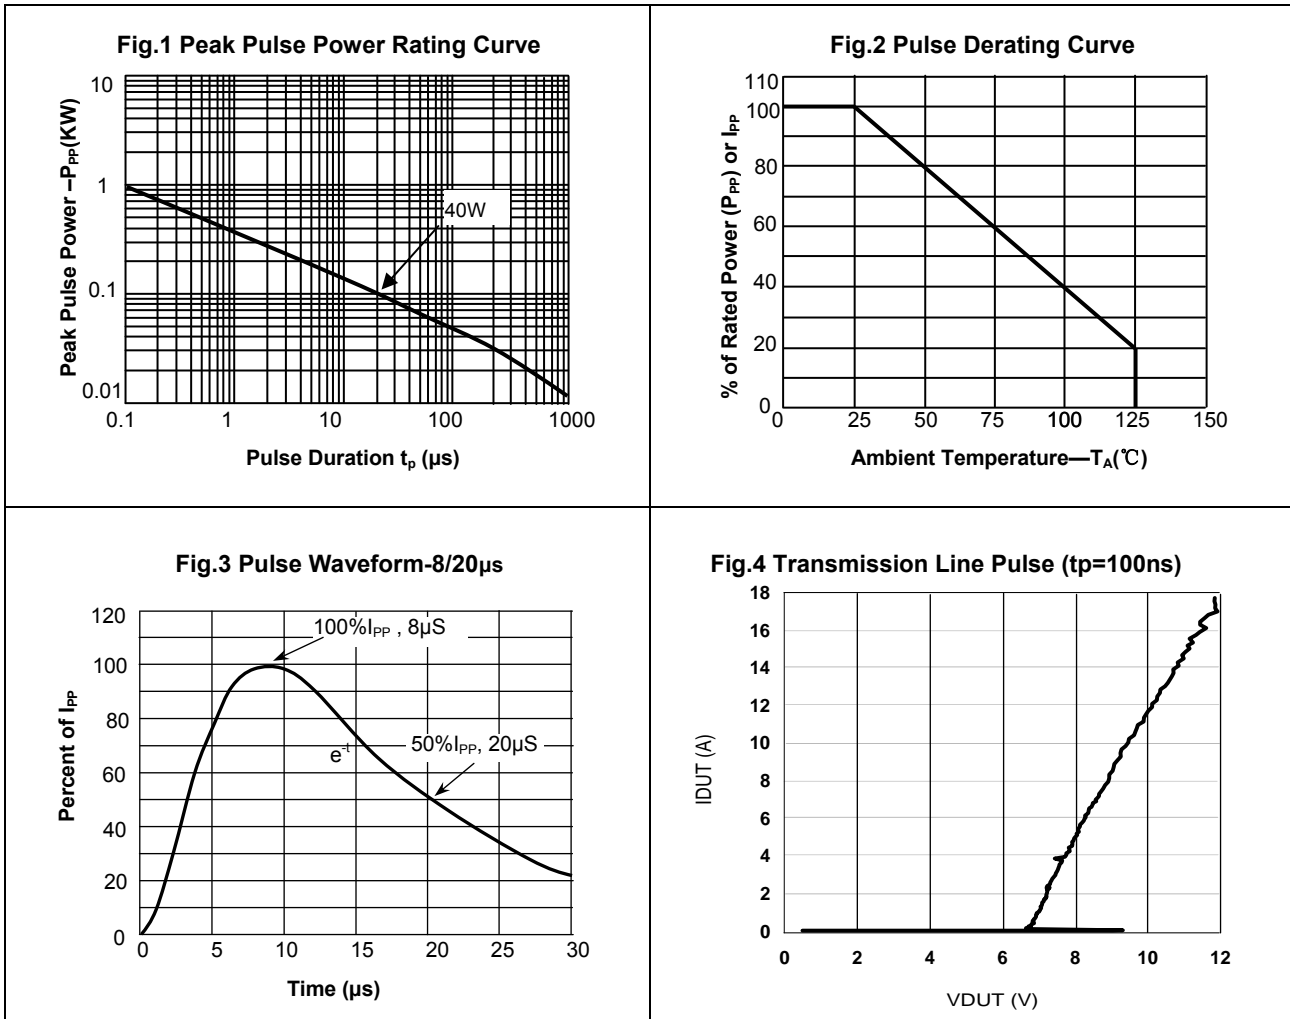 Fig.1 Peak Pulse Power Rating Curve
Peak Pulse Power –PPP(KW)
10
1
0.1
0.01
40W
0.1 1 10 100 1000
Pulse Duration tp (µs)
Fig.2 Pulse Derating Curve
% of Rated Power (PPP) or IPP
110
100
80
60
40
20
0
0 25 50 75 100 125 150
Ambient Temperature—TA(℃)
Fig.3 Pulse Waveform-8/20µs
Percent of IPP
120
100
80
60
40
20
0
100%IPP , 8µS
e-t
50%IPP, 20µS
0 5 10 15 20 25 30
Time (µs)
Fig.4 Transmission Line Pulse (tp=100ns)
IDUT (A)
18
16
14
12
10
8
6
4
2
0
0 2 4 6 8 10 12
VDUT (V)